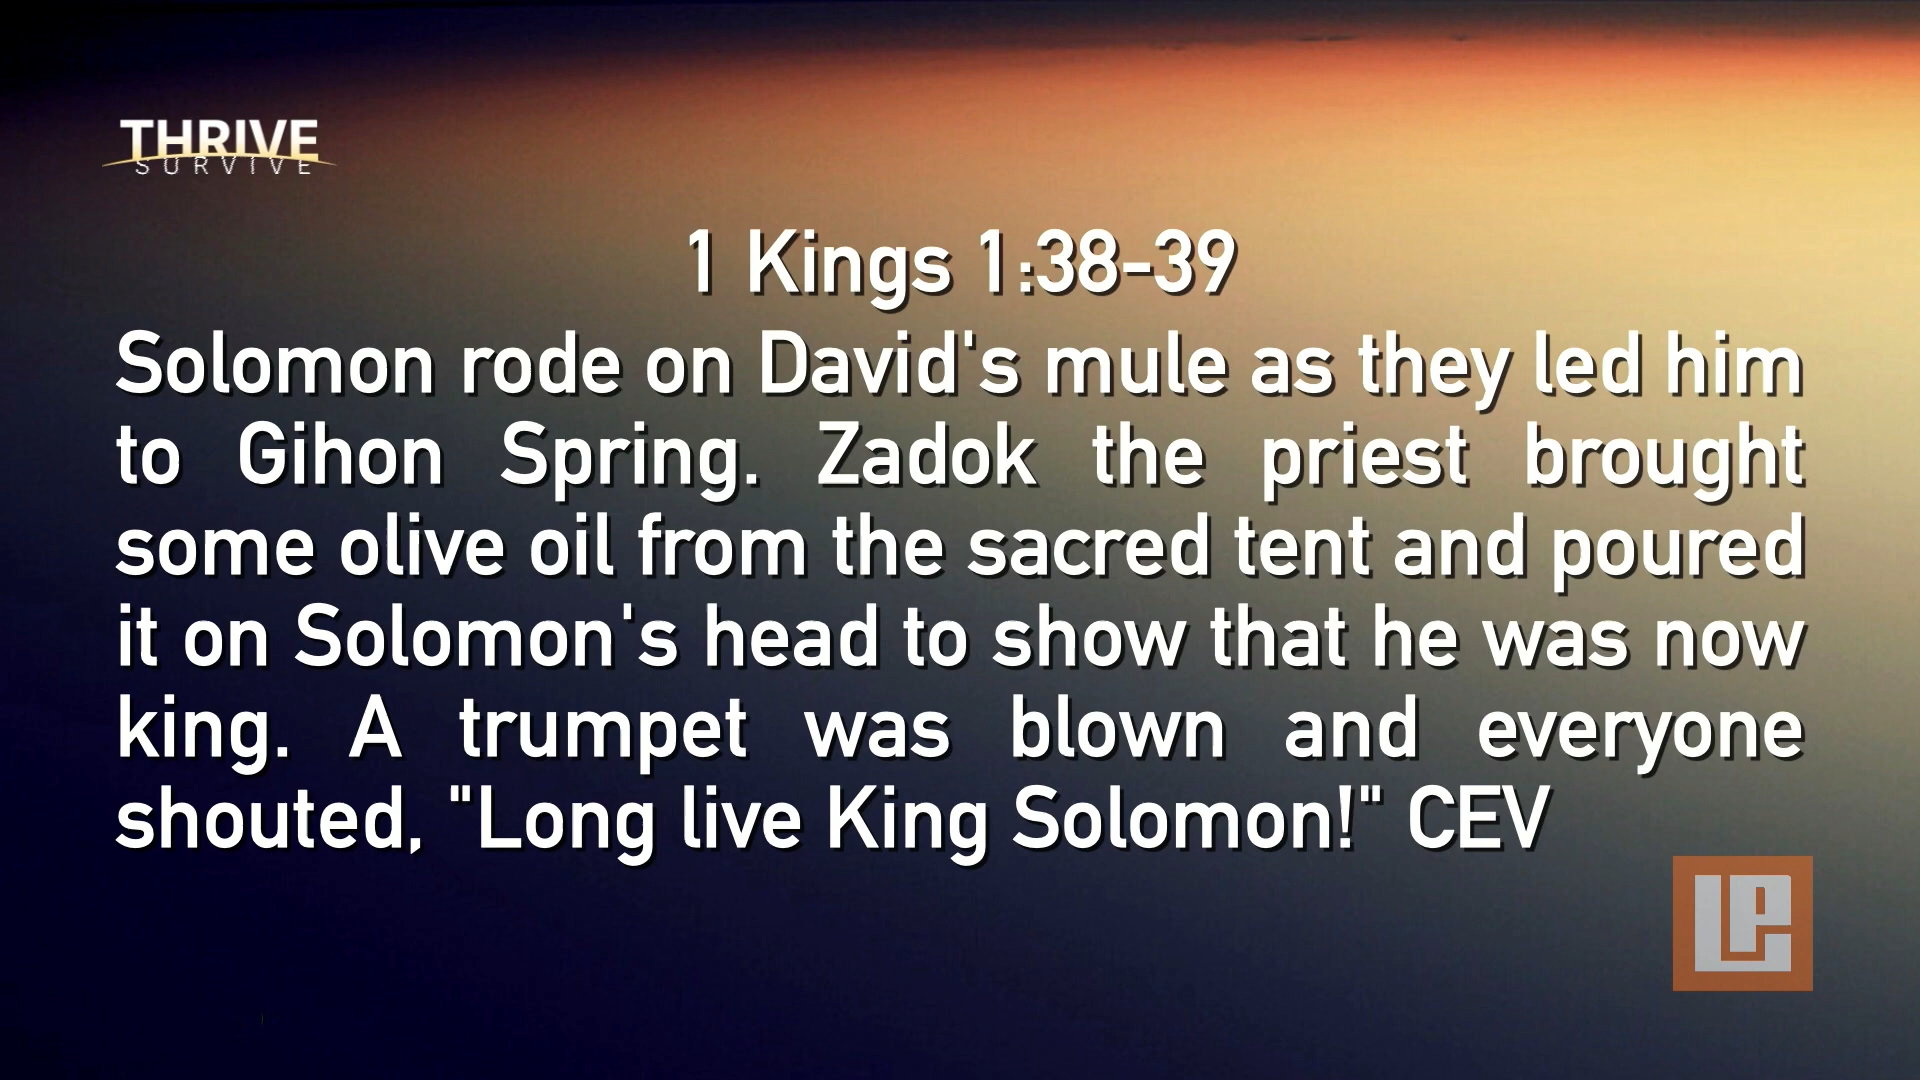 THRIVE
SURVIVE
1 Kings 1:38-39
Solomon rode on David's mule as they led him
to Gihon Spring. Zadok the priest brought
some olive oil from the sacred tent and poured
it on Solomon's head to show that he was now
king. A trumpet was blown and everyone
shouted, "Long live King Solomon!" CEV
LP